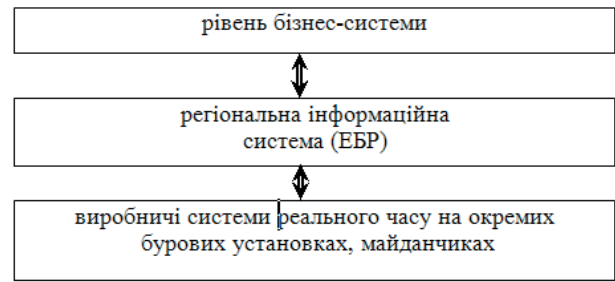 рівень бізнес-системи
регіональна інформаційна
система (ЕБР)
виробничі системи реального часу на окремих
бурових установках, майданчиках